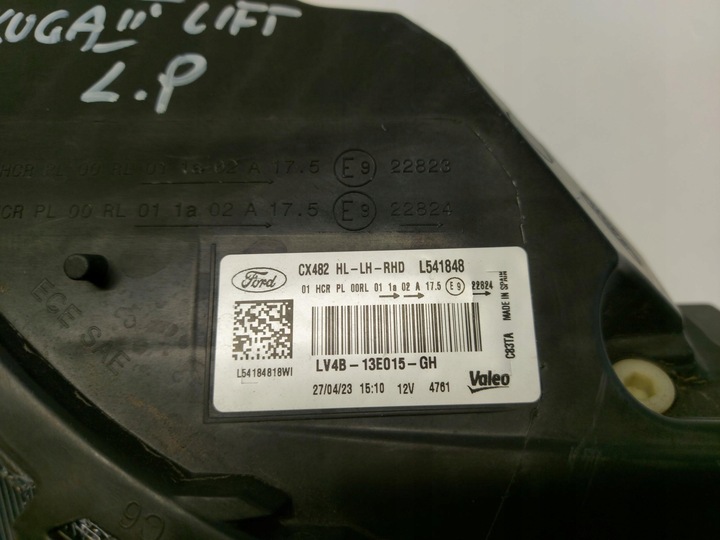 KUGA III LIFT
L.P
HCR PL 00 RL 01 1a 02 A 17.5 E9 22823
CR PL 00 RL 01 1a 02 A 17.5 E9 22824
Ford
CX482 HL-LH-RHD L541848
01 HCR PL 00RL 01 1a 02 A 17.5 E9 22824
LV4B-13E015-GH
L54184818WI
27/04/23 15:10 12V 4761
Valeo
C83TA MADE IN SPAIN
ECE SAE